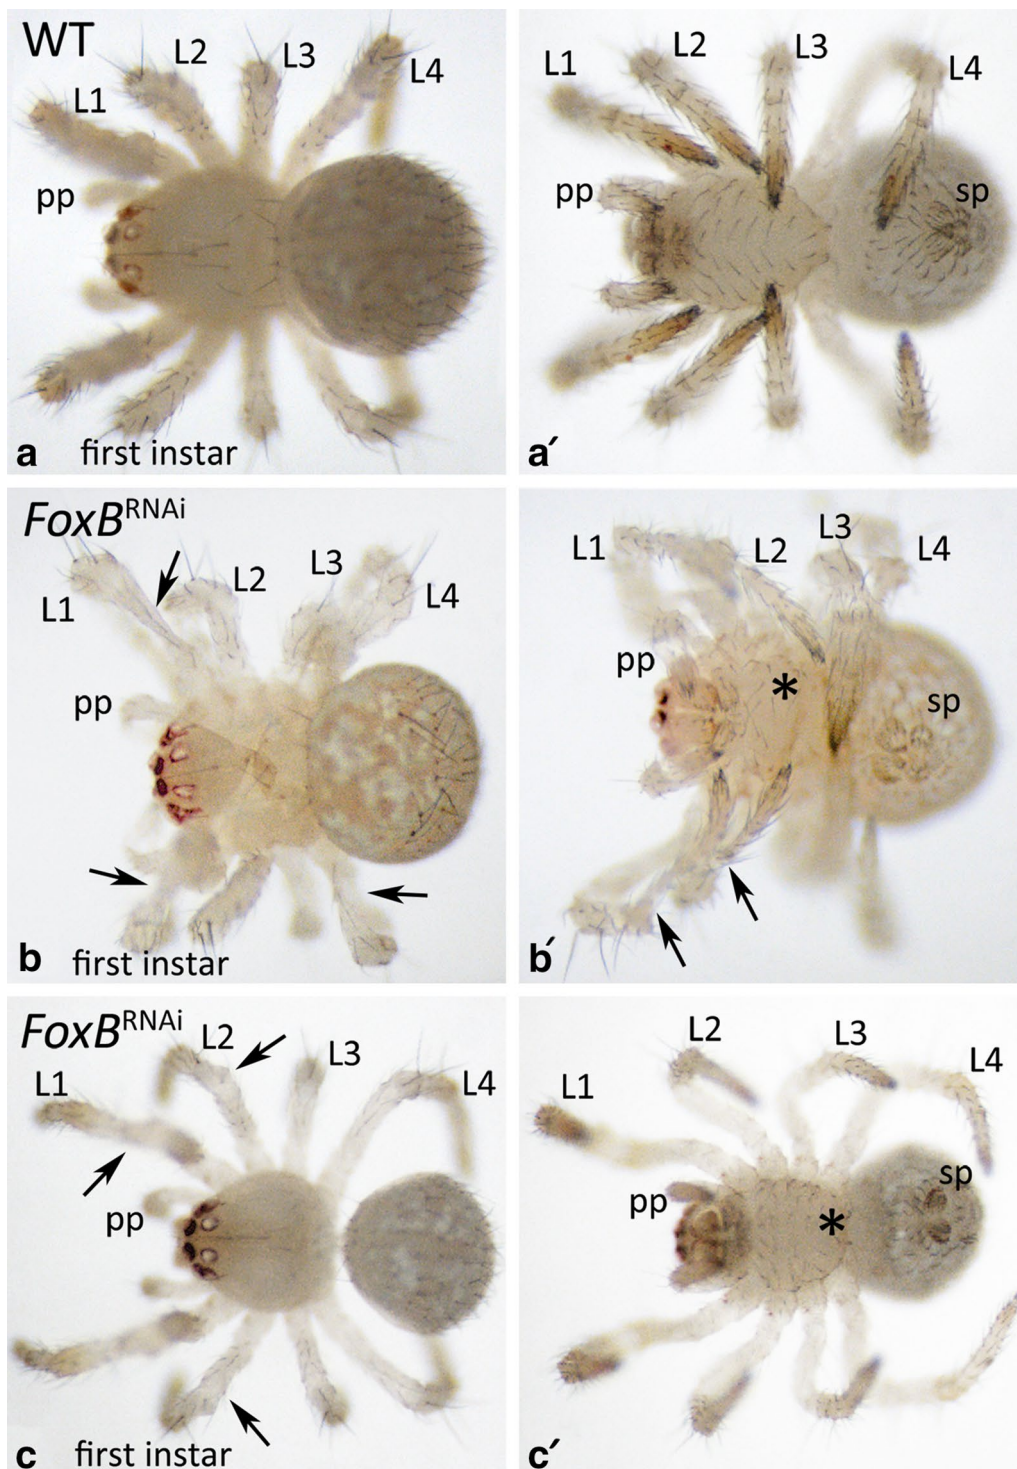 WT
L1
L2
L3
L4
pp
a
first instar
L1
L2
L3
L4
pp
sp
a´
FoxBRNAi
L1
L2
L3
L4
pp
b
first instar
L1
L2
L3
L4
pp
*
sp
b´
FoxBRNAi
L1
L2
L3
L4
pp
c
first instar
L1
L2
L3
L4
pp
*
sp
c´